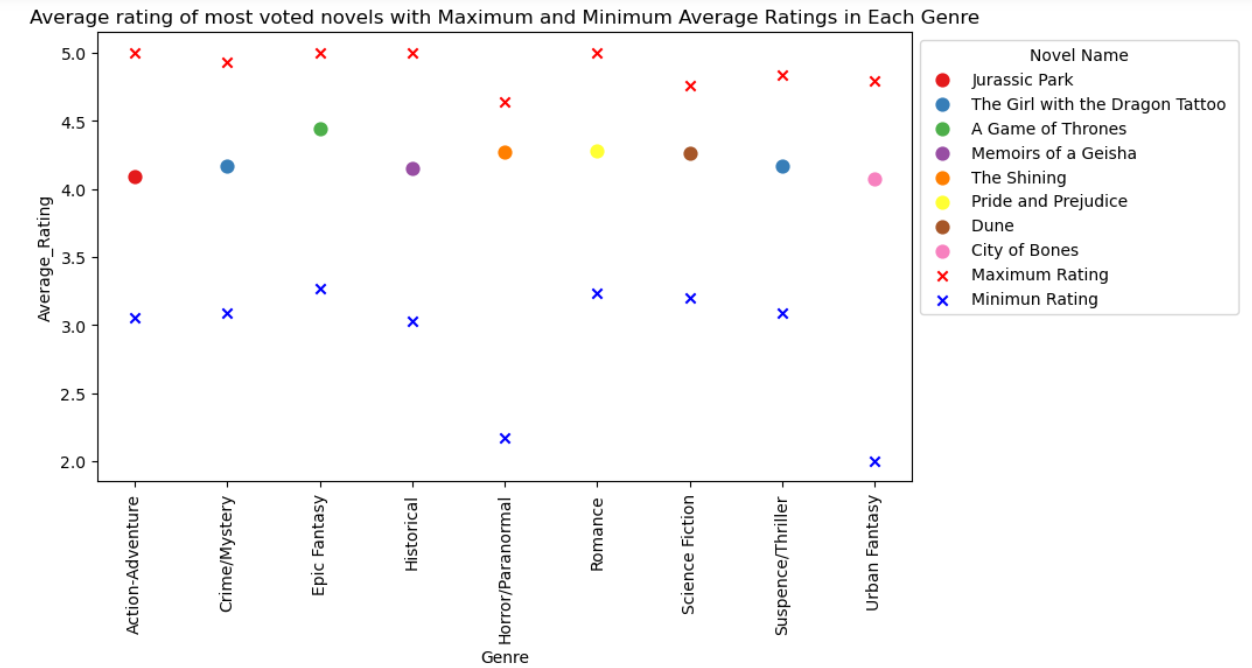 Average rating of most voted novels with Maximum and Minimum Average Ratings in Each Genre
Average_Rating
5.0
4.5
4.0
3.5
3.0
2.5
2.0
Action-Adventure
Crime/Mystery
Epic Fantasy
Historical
Horror/Paranormal
Romance
Science Fiction
Suspence/Thriller
Urban Fantasy
Genre
Novel Name
Jurassic Park
The Girl with the Dragon Tattoo
A Game of Thrones
Memoirs of a Geisha
The Shining
Pride and Prejudice
Dune
City of Bones
Maximum Rating
Minimun Rating